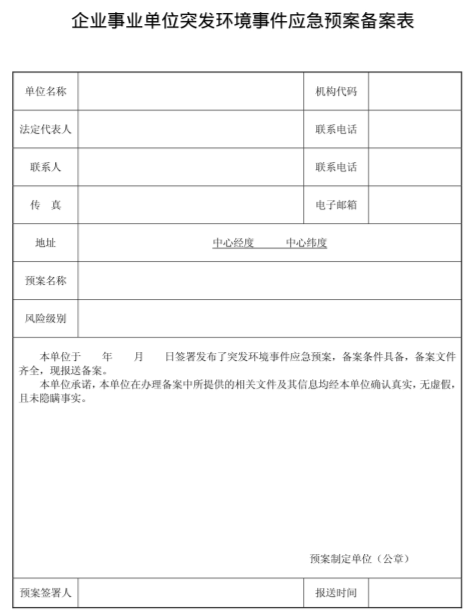 企业事业单位突发环境事件应急预案备案表
单位名称 机构代码
法定代表人 联系电话
联系人 联系电话
传 真 电子邮箱
地址 中心经度 中心纬度
预案名称
风险级别
本单位于 年 月 日签署发布了突发环境事件应急预案，备案条件具备，备案文件
齐全，现报送备案。
本单位承诺，本单位在办理备案中所提供的相关文件及其信息均经本单位确认真实，无虚假，
且未隐瞒事实。
预案制定单位（公章）
预案签署人 报送时间